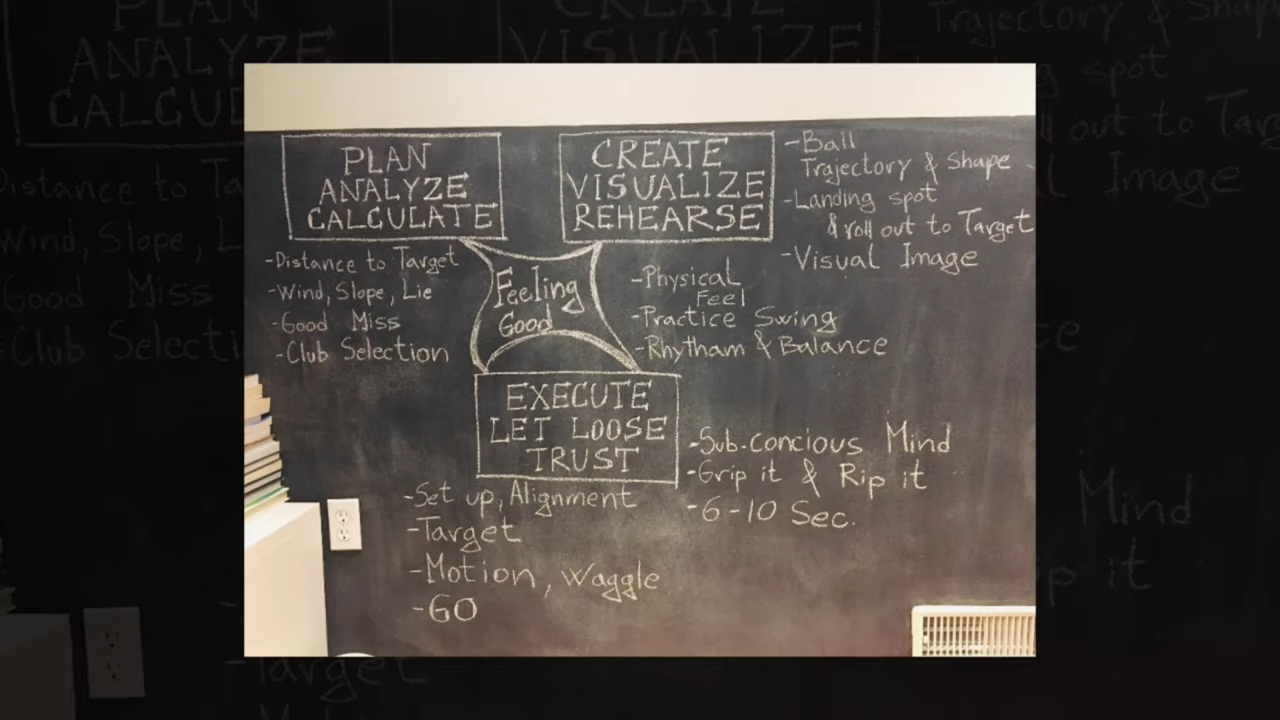 PLAN
ANALYZE
CALCULATE
-Distance to Target
-Wind, Slope, Lie
-Good Miss
-Club Selection
CREATE
VISUALIZE
REHEARSE
-Ball
Trajectory & Shape
-Landing spot
& roll out to Target
-Visual Image
-Physical
Feel
-Practice Swing
-Rhytham & Balance
Feeling
Good
EXECUTE
LET LOOSE
TRUST
-Sub-concious Mind
-Grip it & Rip it
-6-10 Sec.
-Set up, Alignment
-Target
-Motion, Waggle
-GO